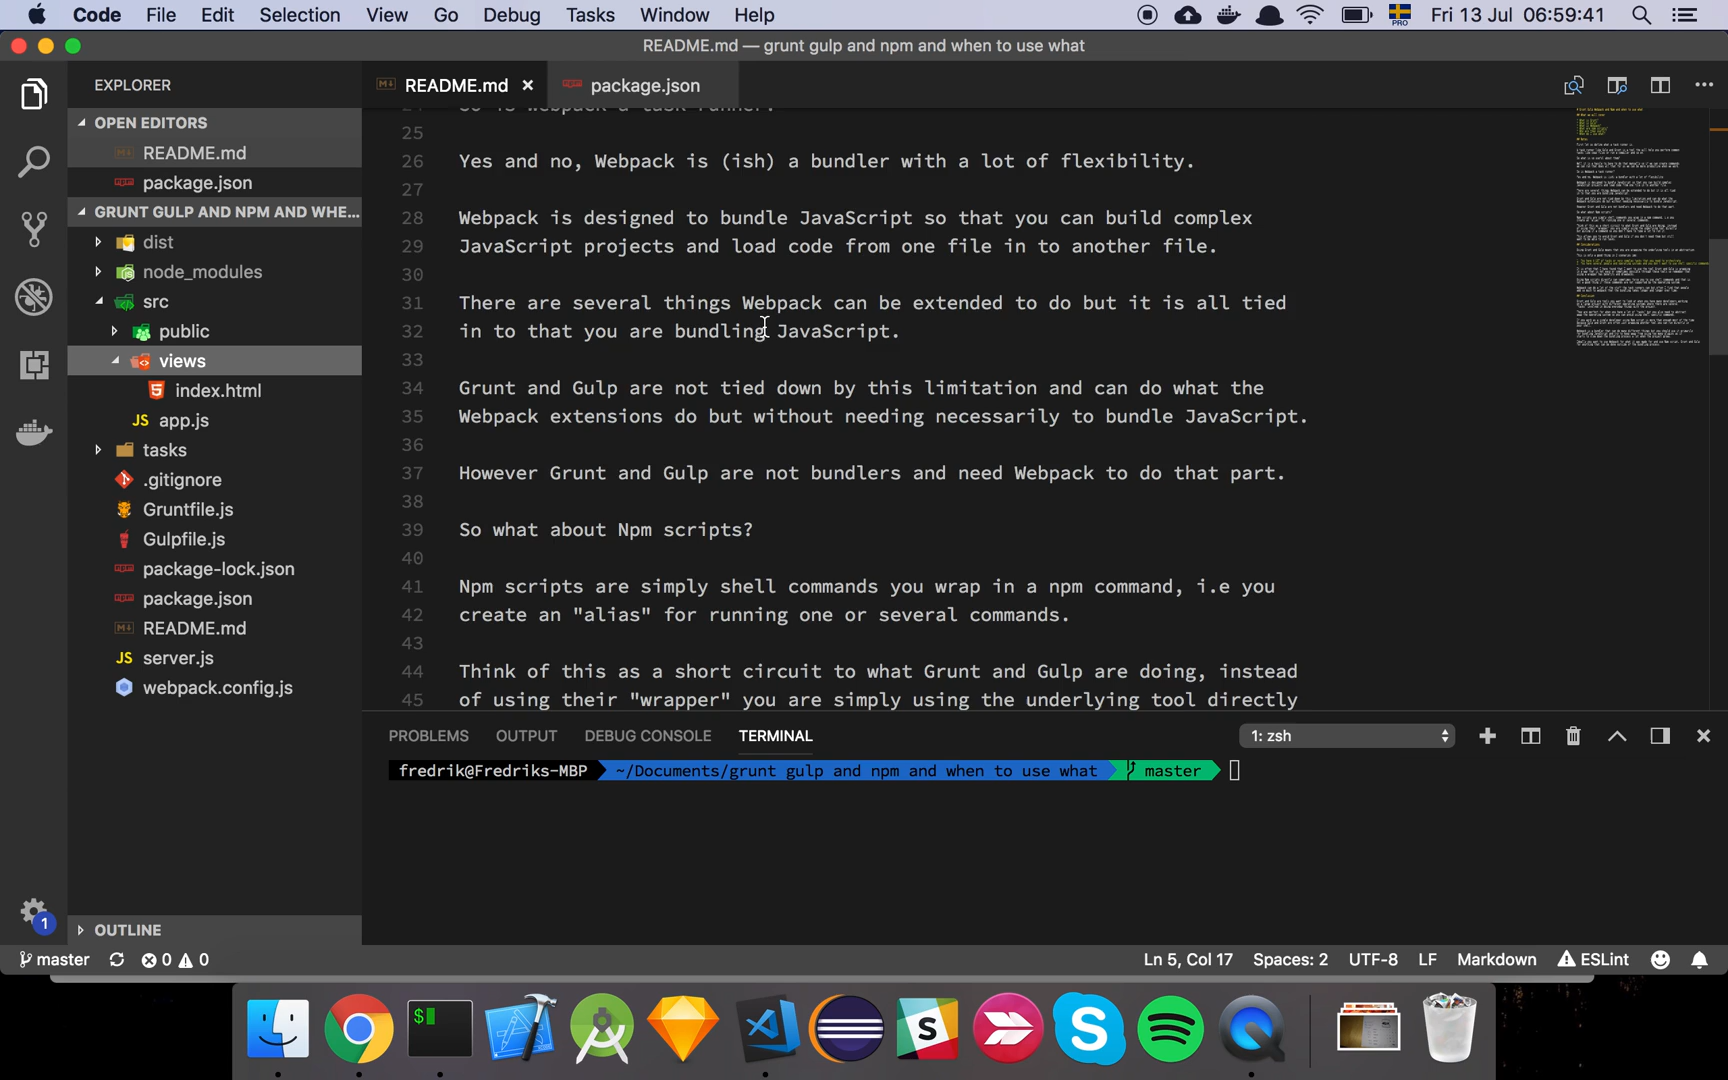 Code File Edit Selection View Go Debug Tasks Window Help PRO Fri 13 Jul 06:59:41
README.md — grunt gulp and npm and when to use what
EXPLORER
OPEN EDITORS
README.md
package.json
GRUNT GULP AND NPM AND WHE...
dist
node_modules
src
public
views
index.html
JS app.js
tasks
.gitignore
Gruntfile.js
Gulpfile.js
package-lock.json
package.json
README.md
JS server.js
webpack.config.js
OUTLINE
README.md package.json
25
26 Yes and no, Webpack is (ish) a bundler with a lot of flexibility.
27
28 Webpack is designed to bundle JavaScript so that you can build complex
29 JavaScript projects and load code from one file in to another file.
30
31 There are several things Webpack can be extended to do but it is all tied
32 in to that you are bundling JavaScript.
33
34 Grunt and Gulp are not tied down by this limitation and can do what the
35 Webpack extensions do but without needing necessarily to bundle JavaScript.
36
37 However Grunt and Gulp are not bundlers and need Webpack to do that part.
38
39 So what about Npm scripts?
40
41 Npm scripts are simply shell commands you wrap in a npm command, i.e you
42 create an "alias" for running one or several commands.
43
44 Think of this as a short circuit to what Grunt and Gulp are doing, instead
45 of using their "wrapper" you are simply using the underlying tool directly
PROBLEMS OUTPUT DEBUG CONSOLE TERMINAL 1: zsh
fredrik@Fredriks-MBP ~/Documents/grunt gulp and npm and when to use what master
1
master 0 0 Ln 5, Col 17 Spaces: 2 UTF-8 LF Markdown ESLint
$
S
S